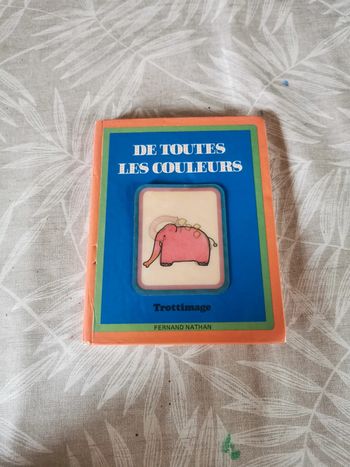 DE TOUTES
LES COULEURS
Trottimage
FERNAND NATHAN